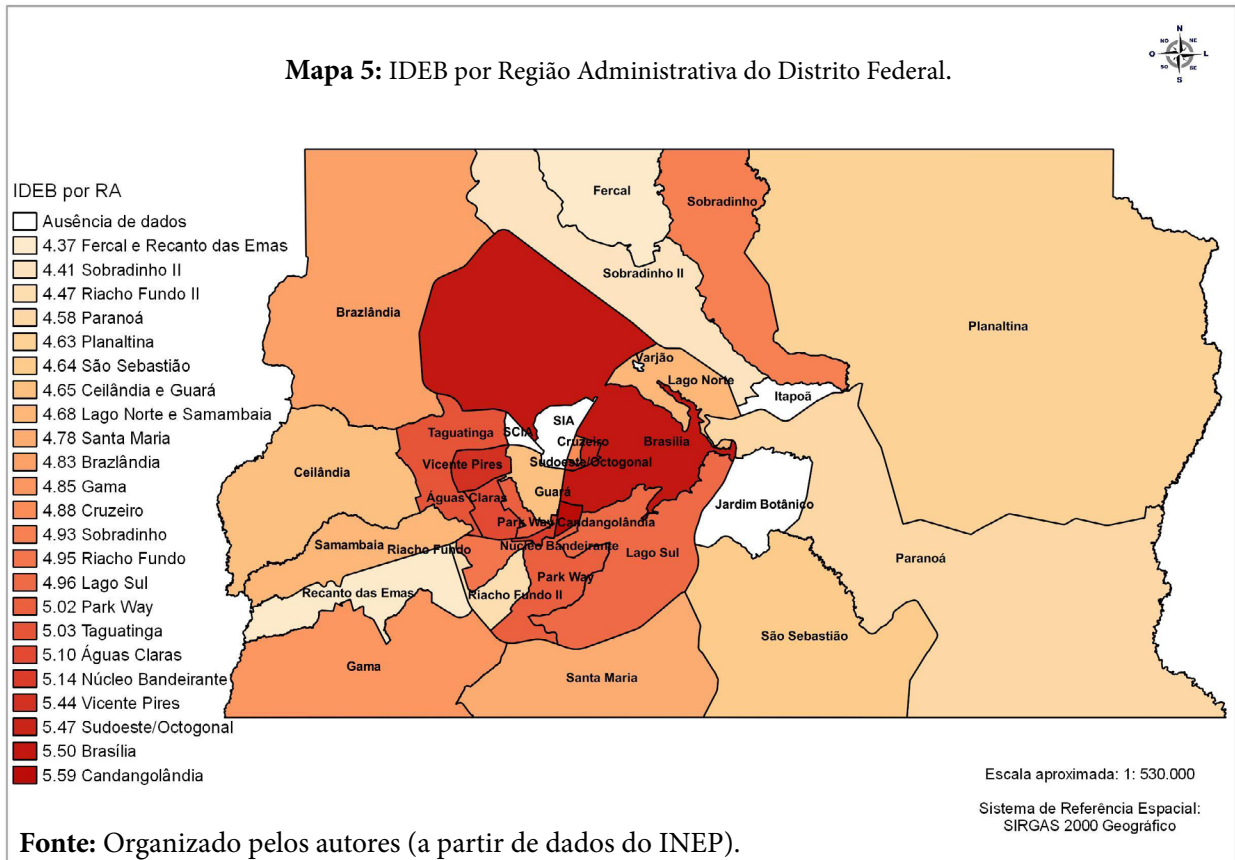 Mapa 5: IDEB por Região Administrativa do Distrito Federal.
N
NO NE
O L
SO SE
S
IDEB por RA
Ausência de dados
4.37 Fercal e Recanto das Emas
4.41 Sobradinho II
4.47 Riacho Fundo II
4.58 Paranoá
4.63 Planaltina
4.64 São Sebastião
4.65 Ceilândia e Guará
4.68 Lago Norte e Samambaia
4.78 Santa Maria
4.83 Brazlândia
4.85 Gama
4.88 Cruzeiro
4.93 Sobradinho
4.95 Riacho Fundo
4.96 Lago Sul
5.02 Park Way
5.03 Taguatinga
5.10 Águas Claras
5.14 Núcleo Bandeirante
5.44 Vicente Pires
5.47 Sudoeste/Octogonal
5.50 Brasília
5.59 Candangolândia
Fercal
Sobradinho
Sobradinho II
Brazlândia
Planaltina
Varjão
Lago Norte
Itapoã
SIA
SCIA
Taguatinga
Cruzeiro
Brasília
Sudoeste/Octogonal
Vicente Pires
Ceilândia
Guará
Águas Claras
Jardim Botânico
Park Way
Candangolândia
Núcleo Bandeirante
Samambaia
Riacho Fundo
Lago Sul
Paranoá
Park Way
Recanto das Emas
Riacho Fundo II
São Sebastião
Gama
Santa Maria
Escala aproximada: 1: 530.000
Sistema de Referência Espacial:
SIRGAS 2000 Geográfico
Fonte: Organizado pelos autores (a partir de dados do INEP).